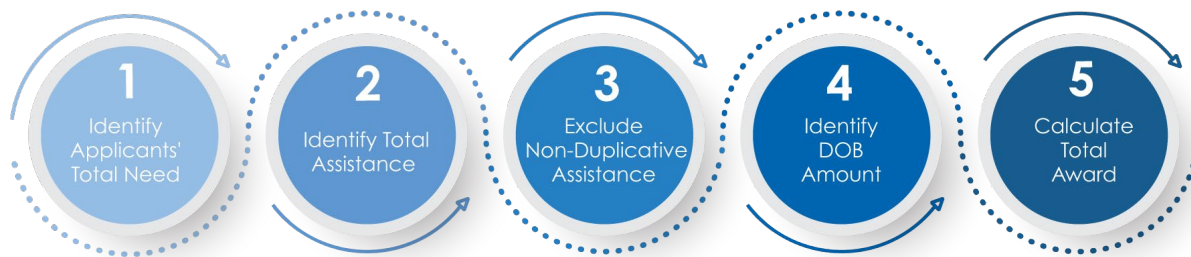 1
Identify
Applicants'
Total Need
2
Identify Total
Assistance
3
Exclude
Non-Duplicative
Assistance
4
Identify
DOB
Amount
5
Calculate
Total
Award